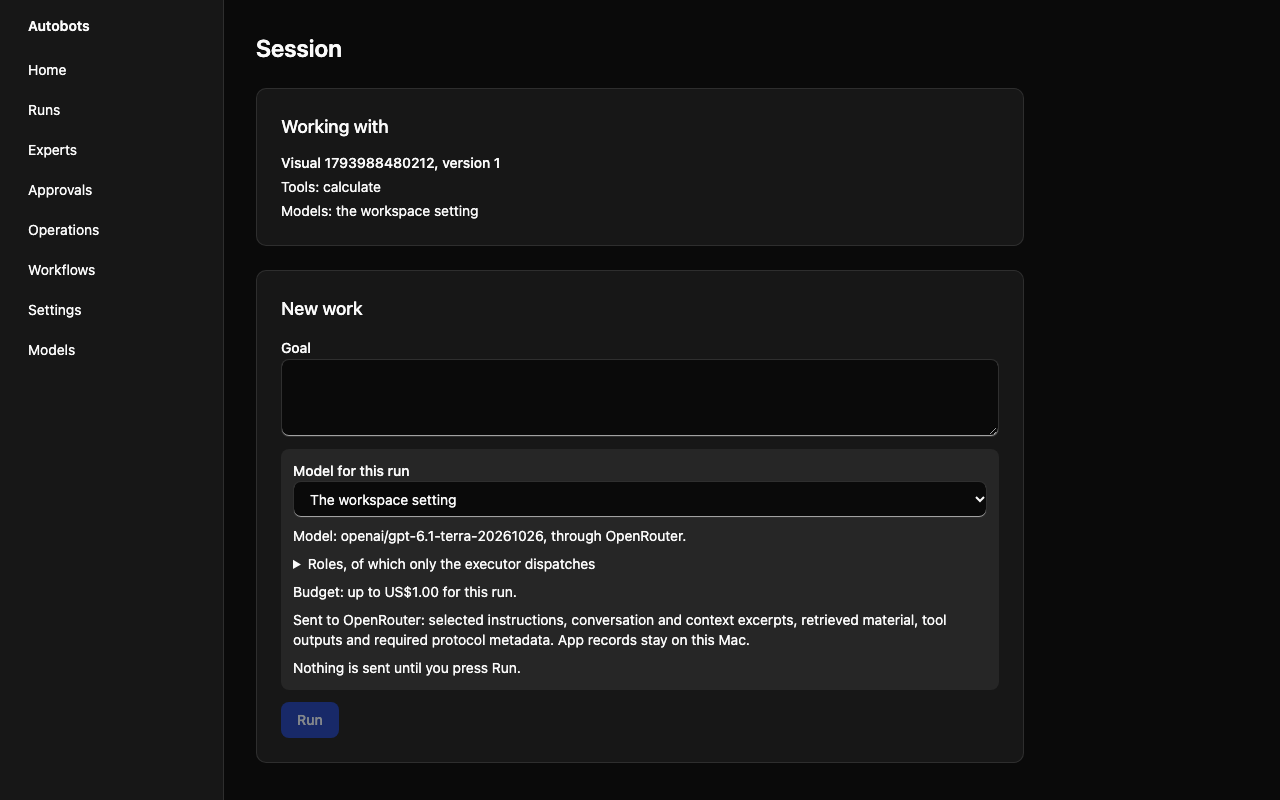 Autobots
Home
Runs
Experts
Approvals
Operations
Workflows
Settings
Models
Session
Working with
Visual 1793988480212, version 1
Tools: calculate
Models: the workspace setting
New work
Goal
Model for this run
The workspace setting
Model: openai/gpt-6.1-terra-20261026, through OpenRouter.
Roles, of which only the executor dispatches
Budget: up to US$1.00 for this run.
Sent to OpenRouter: selected instructions, conversation and context excerpts, retrieved material, tool
outputs and required protocol metadata. App records stay on this Mac.
Nothing is sent until you press Run.
Run